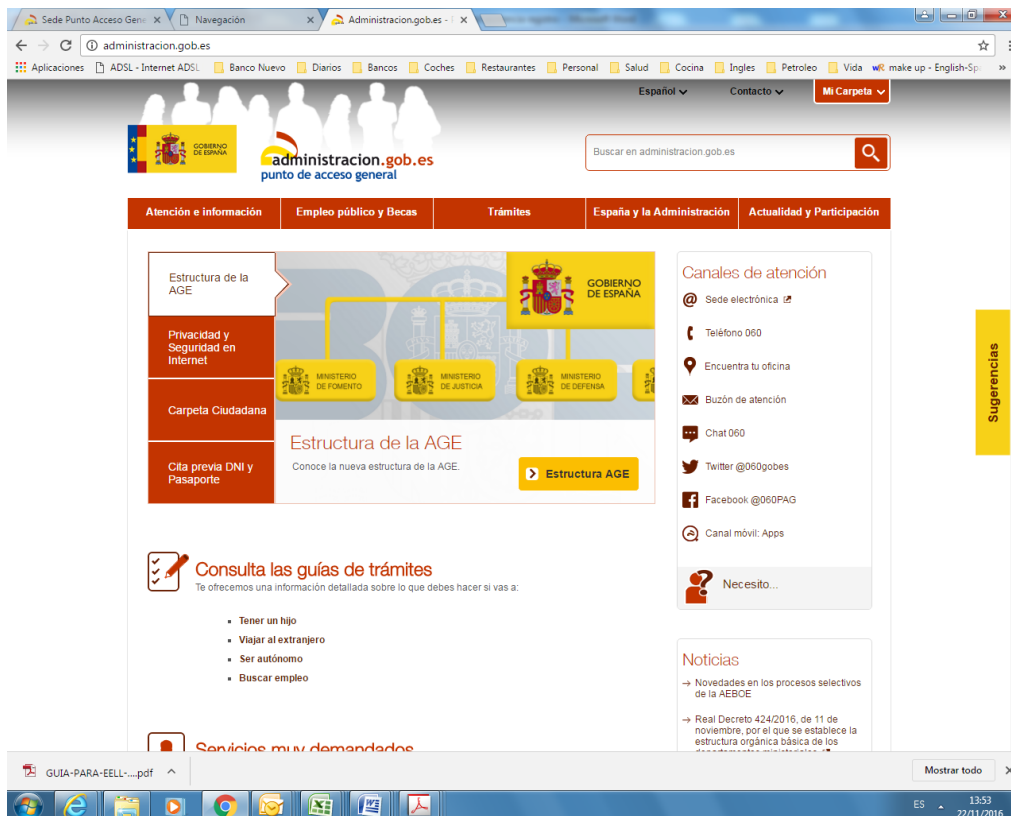 Sede Punto Acceso Gene
Navegación
Administracion.gob.es - 
administracion.gob.es
Aplicaciones
ADSL - Internet ADSL
Banco Nuevo
Diarios
Bancos
Coches
Restaurantes
Personal
Salud
Cocina
Ingles
Petroleo
Vida
wR make up - English-Sp
»
Español
Contacto
Mi Carpeta
GOBIERNO
DE ESPAÑA
administracion.gob.es
punto de acceso general
Buscar en administracion.gob.es
Atención e información
Empleo público y Becas
Trámites
España y la Administración
Actualidad y Participación
Estructura de la
AGE
Privacidad y
Seguridad en
Internet
Carpeta Ciudadana
Cita previa DNI y
Pasaporte
GOBIERNO
DE ESPAÑA
MINISTERIO
DE FOMENTO
MINISTERIO
DE JUSTICIA
MINISTERIO
DE DEFENSA
Estructura de la AGE
Conoce la nueva estructura de la AGE.
Estructura AGE
Canales de atención
Sede electrónica
Teléfono 060
Encuentra tu oficina
Buzón de atención
Chat 060
Twitter @060gobes
Facebook @060PAG
Canal móvil: Apps
Necesito...
Sugerencias
Consulta las guías de trámites
Te ofrecemos una información detallada sobre lo que debes hacer si vas a:
Tener un hijo
Viajar al extranjero
Ser autónomo
Buscar empleo
Noticias
→ Novedades en los procesos selectivos
de la AEBOE
→ Real Decreto 424/2016, de 11 de
noviembre, por el que se establece la
estructura orgánica básica de los
departamentos ministeriales
Servicios muy demandados
GUIA-PARA-EELL-....pdf
Mostrar todo
ES
13:53
22/11/2016